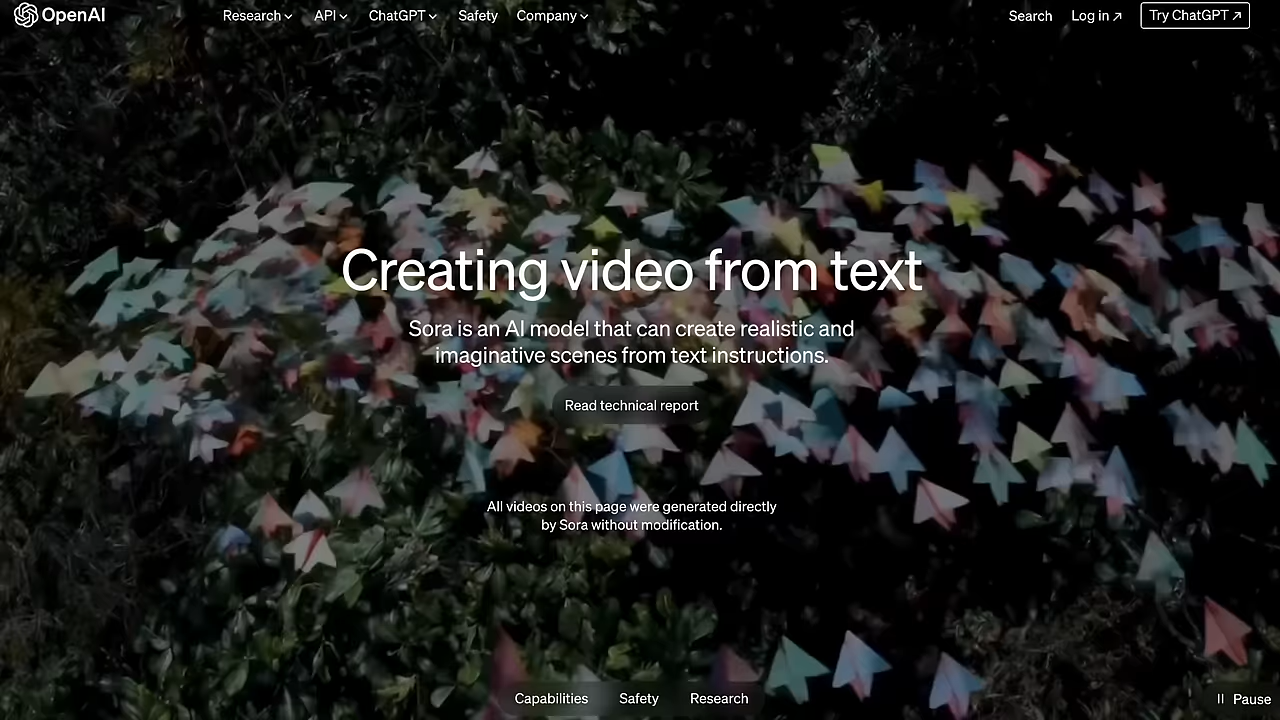 OpenAI
Research
API
ChatGPT
Safety
Company
Search
Log in ↗
Try ChatGPT ↗
Creating video from text
Sora is an AI model that can create realistic and
imaginative scenes from text instructions.
Read technical report
All videos on this page were generated directly
by Sora without modification.
Capabilities
Safety
Research
Pause